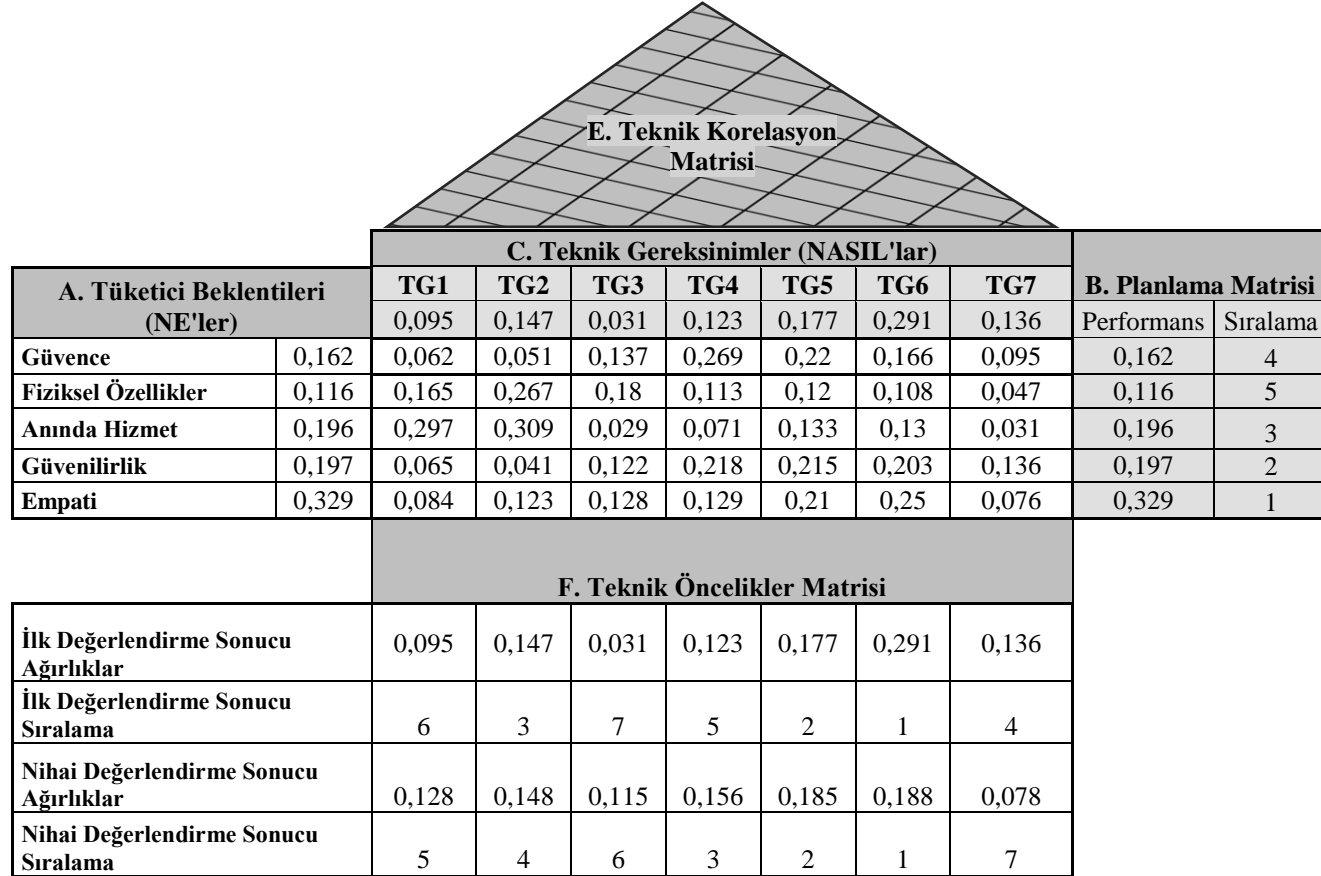 E. Teknik Korelasyon
Matrisi
C. Teknik Gereksinimler (NASIL'lar)
A. Tüketici Beklentileri
(NE'ler)
TG1 TG2 TG3 TG4 TG5 TG6 TG7
B. Planlama Matrisi
0,095 0,147 0,031 0,123 0,177 0,291 0,136 Performans Sıralama
Güvence 0,162 0,062 0,051 0,137 0,269 0,22 0,166 0,095 0,162 4
Fiziksel Özellikler 0,116 0,165 0,267 0,18 0,113 0,12 0,108 0,047 0,116 5
Anında Hizmet 0,196 0,297 0,309 0,029 0,071 0,133 0,13 0,031 0,196 3
Güvenilirlik 0,197 0,065 0,041 0,122 0,218 0,215 0,203 0,136 0,197 2
Empati 0,329 0,084 0,123 0,128 0,129 0,21 0,25 0,076 0,329 1
F. Teknik Öncelikler Matrisi
İlk Değerlendirme Sonucu
Ağırlıklar
0,095 0,147 0,031 0,123 0,177 0,291 0,136
İlk Değerlendirme Sonucu
Sıralama
6 3 7 5 2 1 4
Nihai Değerlendirme Sonucu
Ağırlıklar
0,128 0,148 0,115 0,156 0,185 0,188 0,078
Nihai Değerlendirme Sonucu
Sıralama
5 4 6 3 2 1 7